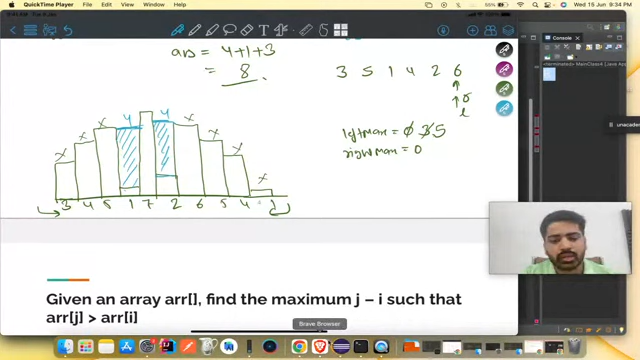 QuickTime Player File Edit View Window Help
Wed 15 Jun 9:34 PM
ans = 4+1+3
= 8
3 5 1 4 2 6
r
l
leftmax = 0 3 5
rightmax = 0
x x x 4 4 x x x x
3 4 5 1 7 2 6 5 4 1
Given an array arr[], find the maximum j – i such that
arr[j] > arr[i]
Brave Browser
Console
unacade